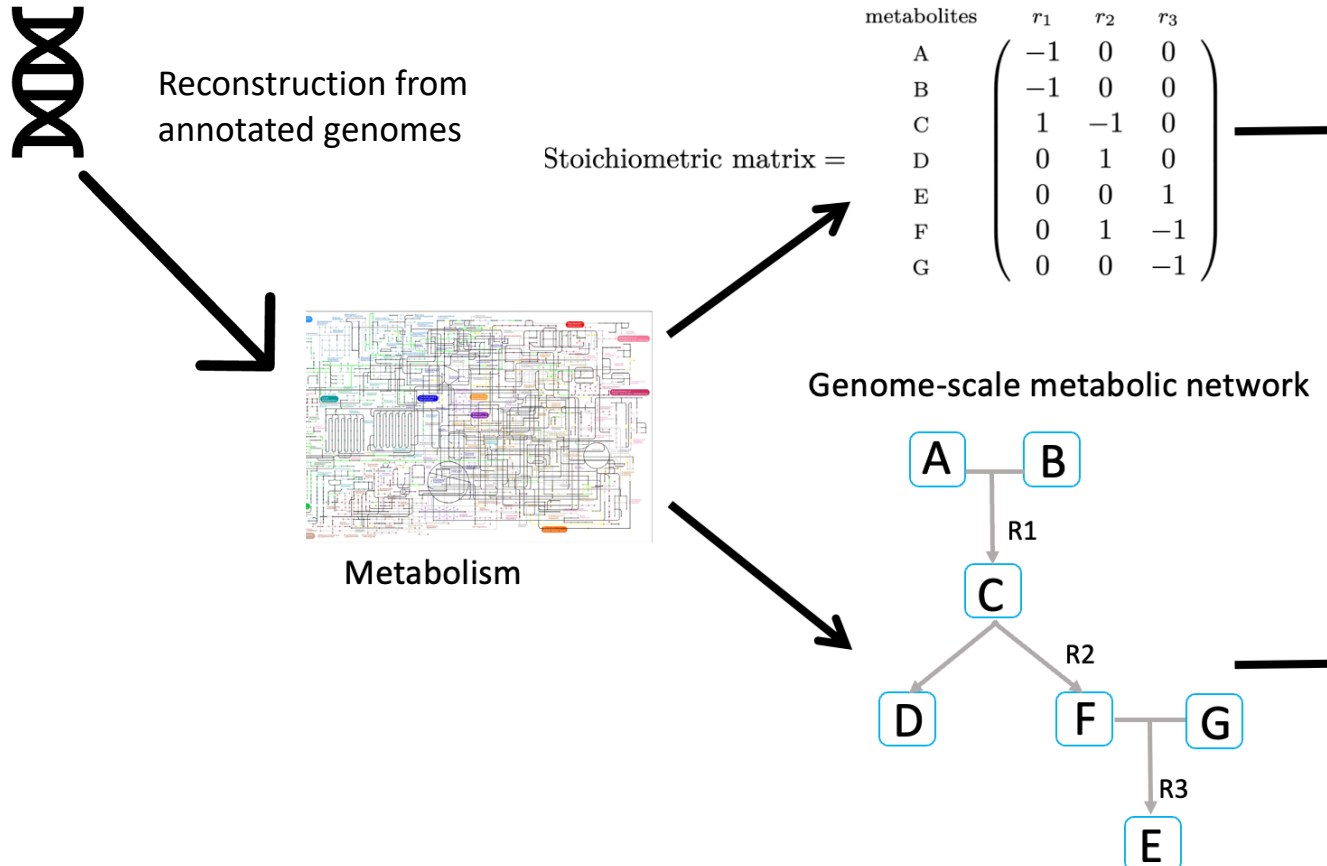 Reconstruction from
annotated genomes
metabolites r1 r2 r3
A −1 0 0
B −1 0 0
C 1 −1 0
Stoichiometric matrix =
D 0 1 0
E 0 0 1
F 0 1 −1
G 0 0 −1
Metabolism
Genome-scale metabolic network
A B
R1
C
R2
D F G
R3
E